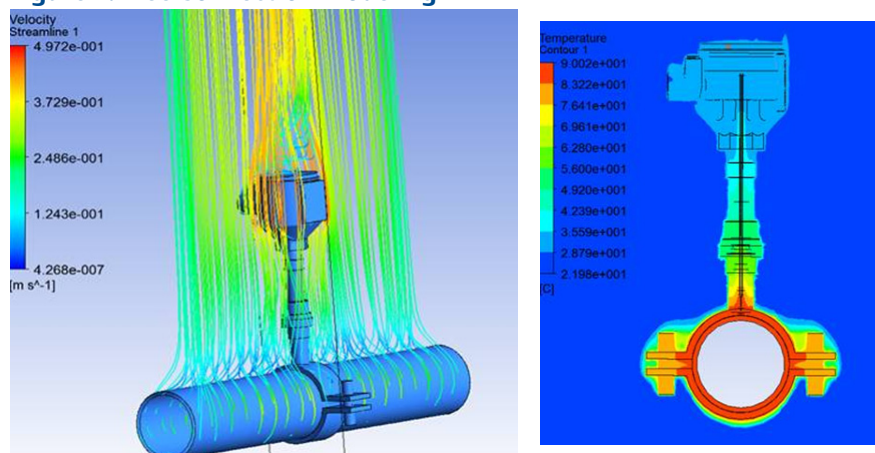 Velocity
Streamline 1
4.972e-001
3.729e-001
2.486e-001
1.243e-001
4.268e-007
[m s^-1]
Temperature
Contour 1
9.002e+001
8.322e+001
7.641e+001
6.961e+001
6.280e+001
5.600e+001
4.920e+001
4.239e+001
3.559e+001
2.879e+001
2.198e+001
[C]